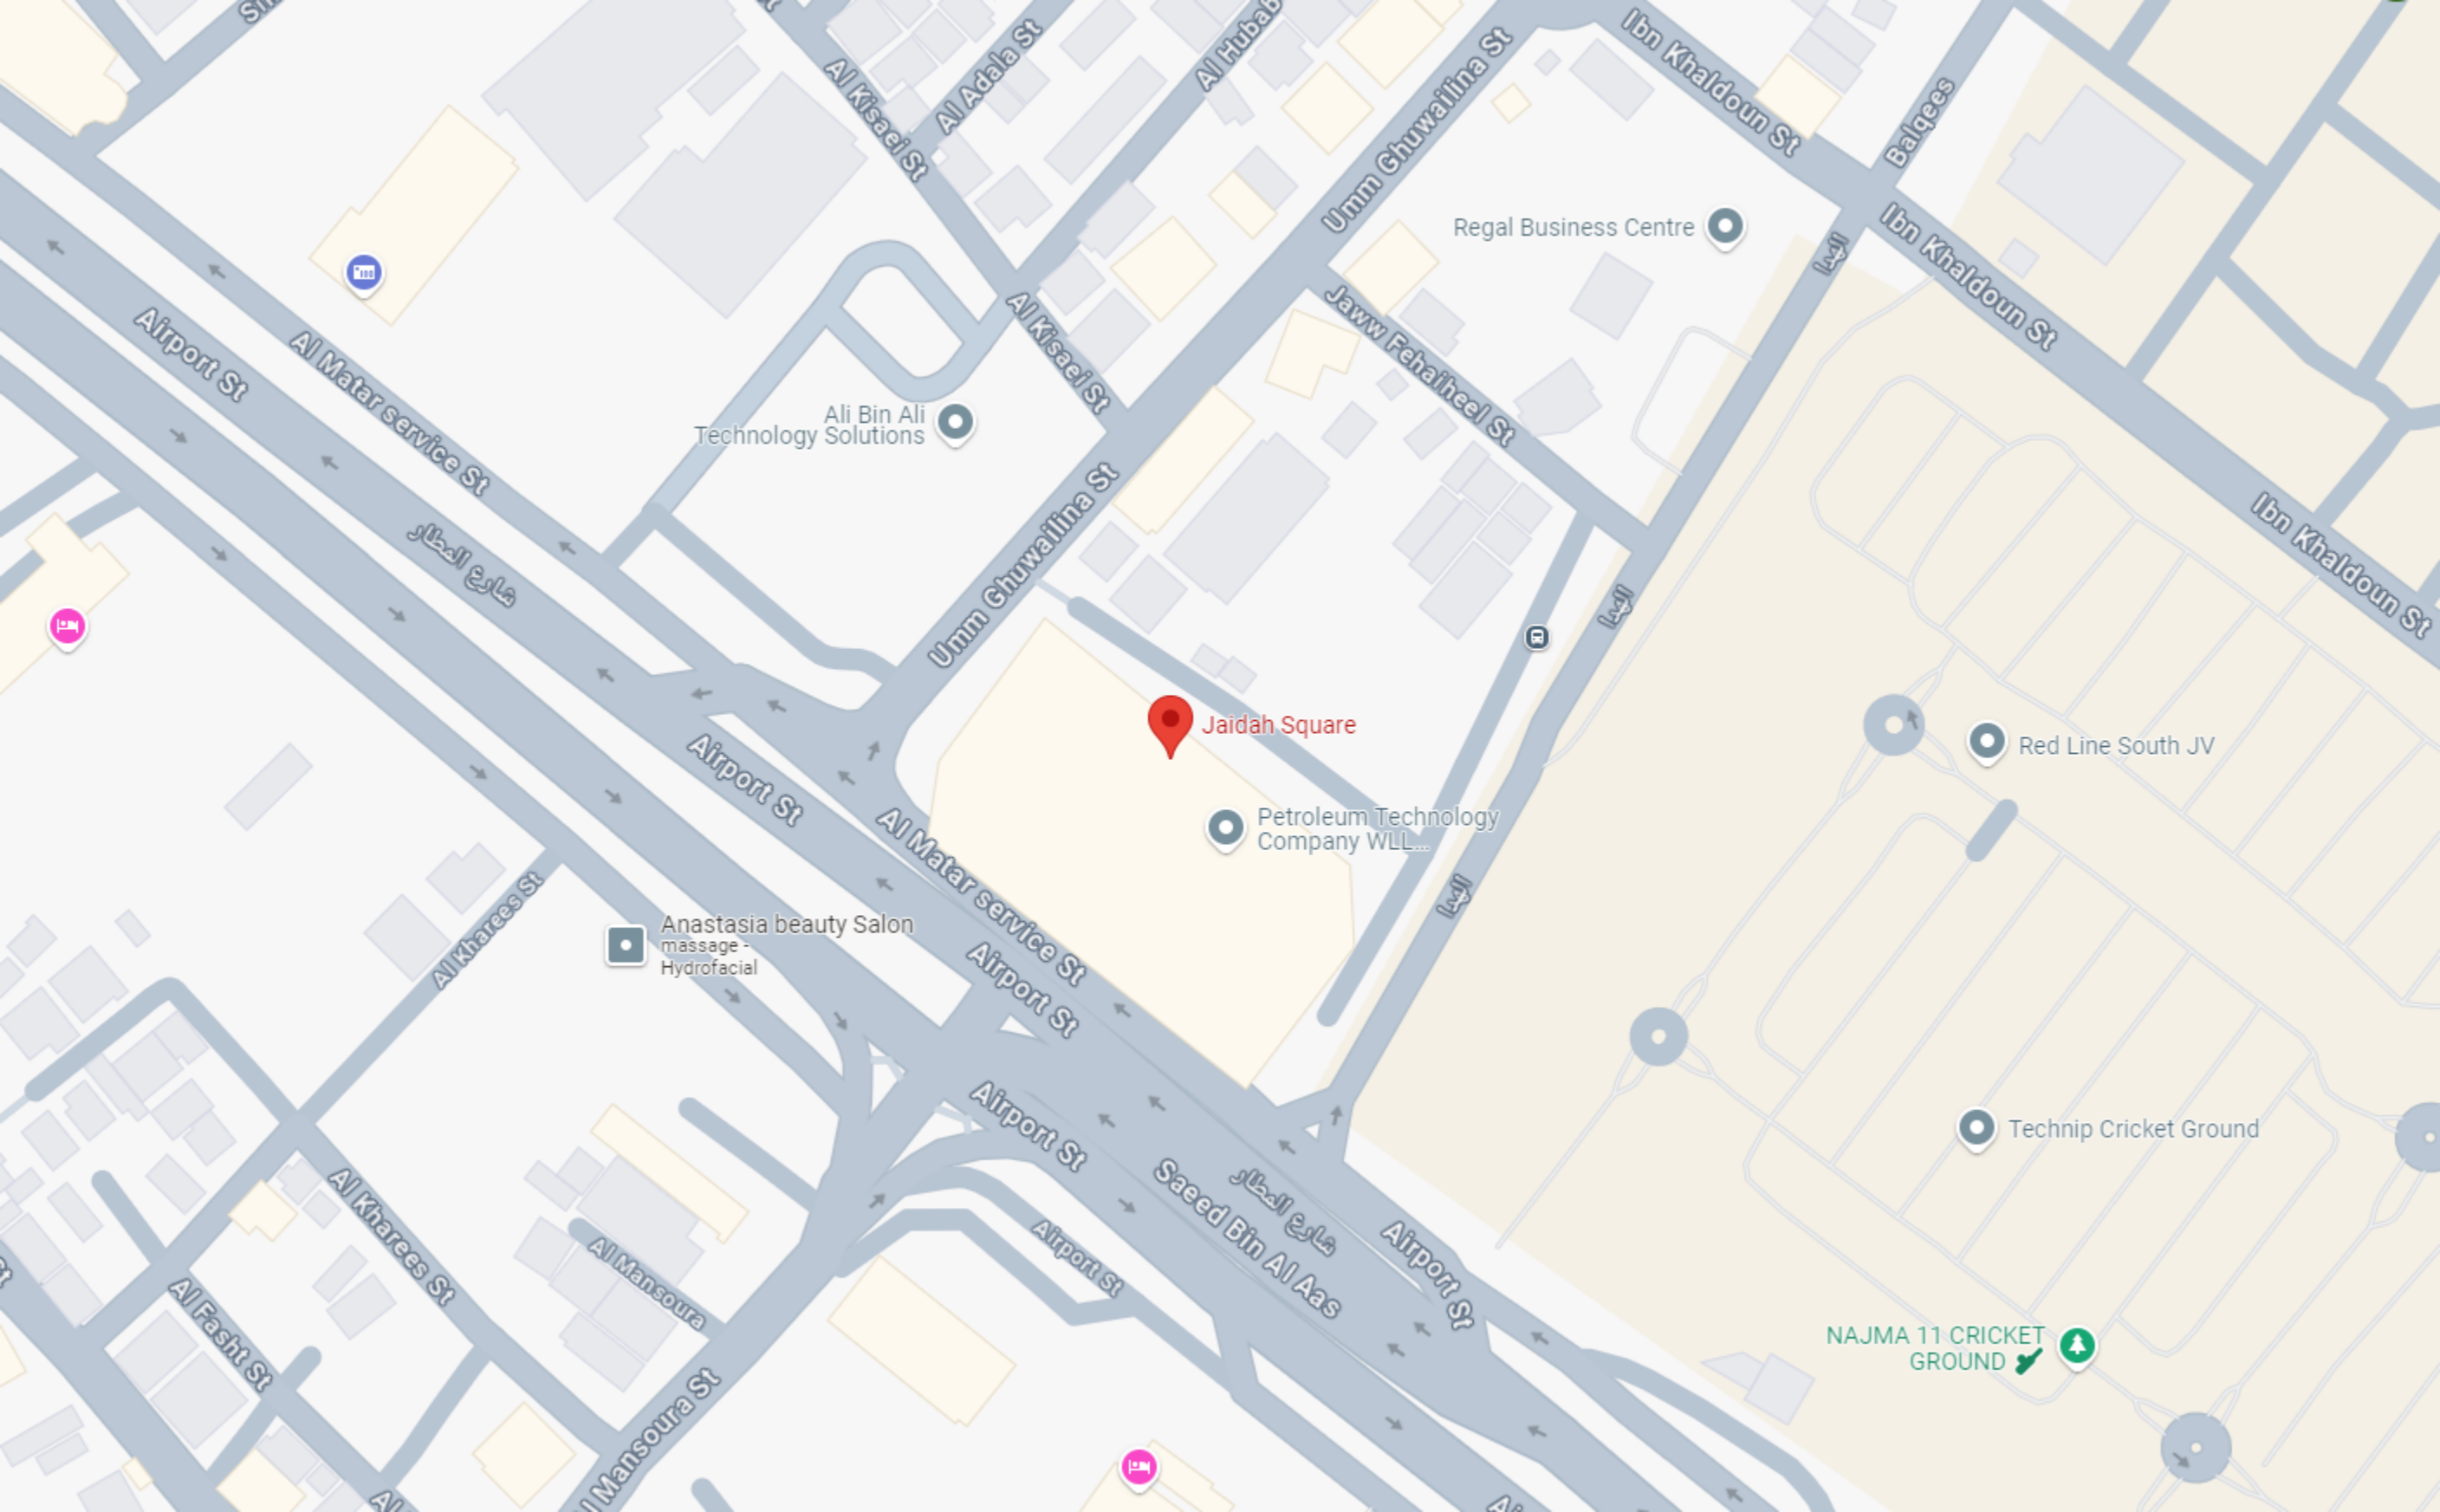 Al Kisaei St
Al Adala St
Al Hubab
Umm Ghuwailina St
Ibn Khaldoun St
Balqees
Regal Business Centre
Ibn Khaldoun St
Airport St
Al Matar service St
Al Kisaei St
Jaww Fehaiheel St
Ali Bin Ali
Technology Solutions
شارع المطار
Umm Ghuwailina St
Ibn Khaldoun St
Jaidah Square
Red Line South JV
Airport St
Petroleum Technology
Company WLL...
Al Matar service St
Al kharees St
Anastasia beauty Salon
massage -
Hydrofacial
Airport St
Airport St
Technip Cricket Ground
Al Kharees St
Al Mansoura
Airport St
شارع المطار
Saeed Bin Al Aas
Airport St
Al Fasht St
NAJMA 11 CRICKET
GROUND
Al Mansoura St